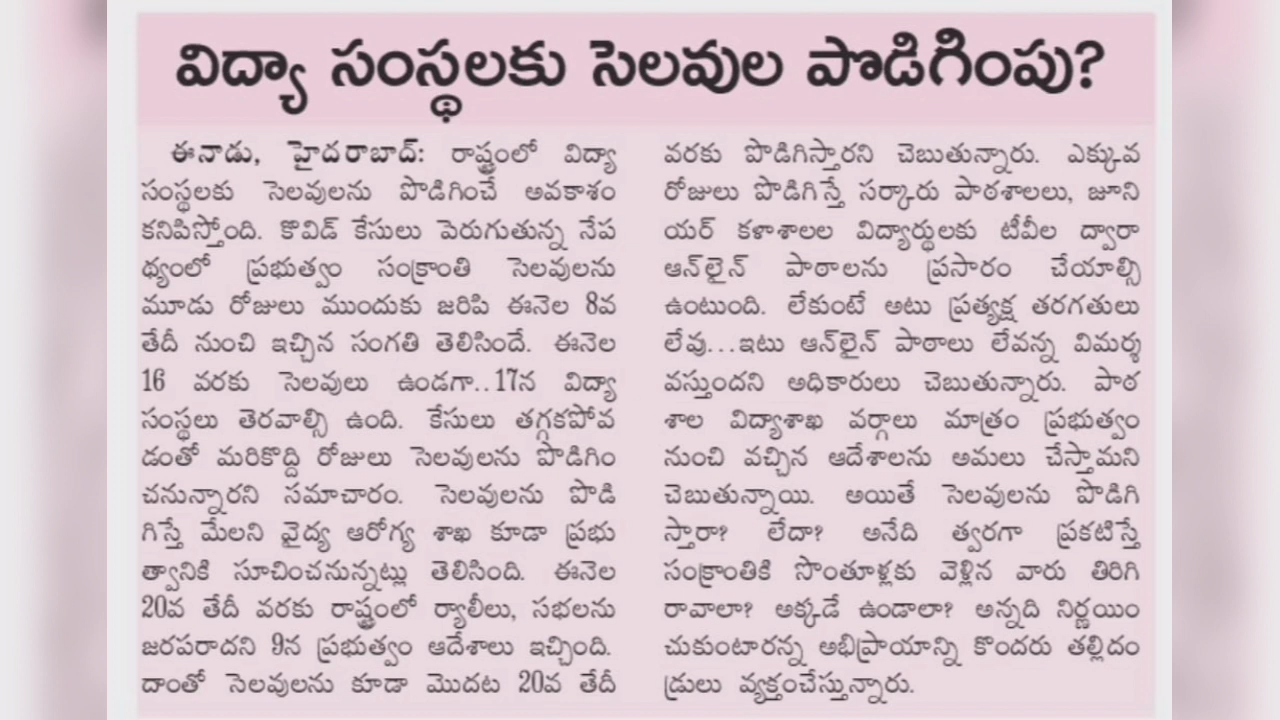 విద్యా సంస్థలకు సెలవుల పొడిగింపు?
ఈనాడు, హైదరాబాద్: రాష్ట్రంలో విద్యా
సంస్థలకు సెలవులను పొడిగించే అవకాశం
కనిపిస్తోంది. కొవిడ్ కేసులు పెరుగుతున్న నేప
థ్యంలో ప్రభుత్వం సంక్రాంతి సెలవులను
మూడు రోజులు ముందుకు జరిపి ఈనెల 8వ
తేదీ నుంచి ఇచ్చిన సంగతి తెలిసిందే. ఈనెల
16 వరకు సెలవులు ఉండగా..17న విద్యా
సంస్థలు తెరవాల్సి ఉంది. కేసులు తగ్గకపోవ
డంతో మరికొద్ది రోజులు సెలవులను పొడిగిం
చనున్నారని సమాచారం. సెలవులను పొడి
గిస్తే మేలని వైద్య ఆరోగ్య శాఖ కూడా ప్రభు
త్వానికి సూచించనున్నట్లు తెలిసింది. ఈనెల
20వ తేదీ వరకు రాష్ట్రంలో ర్యాలీలు, సభలను
జరపరాదని 9న ప్రభుత్వం ఆదేశాలు ఇచ్చింది.
దాంతో సెలవులను కూడా మొదట 20వ తేదీ
వరకు పొడిగిస్తారని చెబుతున్నారు. ఎక్కువ
రోజులు పొడిగిస్తే సర్కారు పాఠశాలలు, జూని
యర్ కళాశాలల విద్యార్థులకు టీవీల ద్వారా
ఆన్‌లైన్ పాఠాలను ప్రసారం చేయాల్సి
ఉంటుంది. లేకుంటే అటు ప్రత్యక్ష తరగతులు
లేవు...ఇటు ఆన్‌లైన్ పాఠాలు లేవన్న విమర్శ
వస్తుందని అధికారులు చెబుతున్నారు. పాఠ
శాల విద్యాశాఖ వర్గాలు మాత్రం ప్రభుత్వం
నుంచి వచ్చిన ఆదేశాలను అమలు చేస్తామని
చెబుతున్నాయి. అయితే సెలవులను పొడిగి
స్తారా? లేదా? అనేది త్వరగా ప్రకటిస్తే
సంక్రాంతికి సొంతూళ్లకు వెళ్లిన వారు తిరిగి
రావాలా? అక్కడే ఉండాలా? అన్నది నిర్ణయిం
చుకుంటారన్న అభిప్రాయాన్ని కొందరు తల్లిదం
డ్రులు వ్యక్తంచేస్తున్నారు.